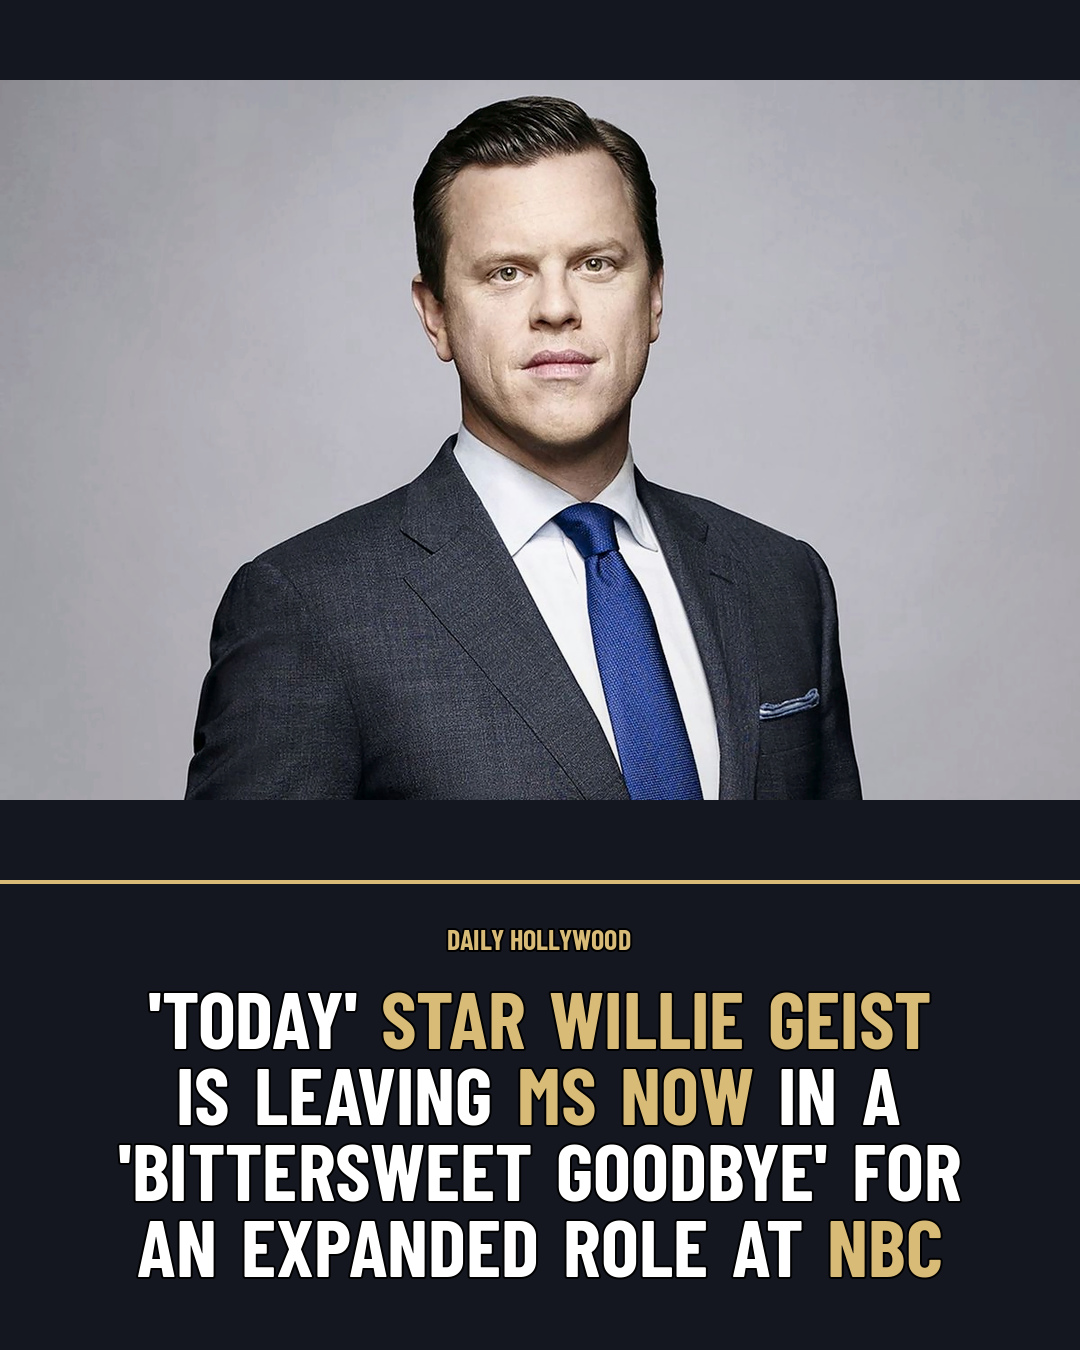 DAILY HOLLYWOOD
'TODAY' STAR WILLIE GEIST
IS LEAVING MS NOW IN A
'BITTERSWEET GOODBYE' FOR
AN EXPANDED ROLE AT NBC